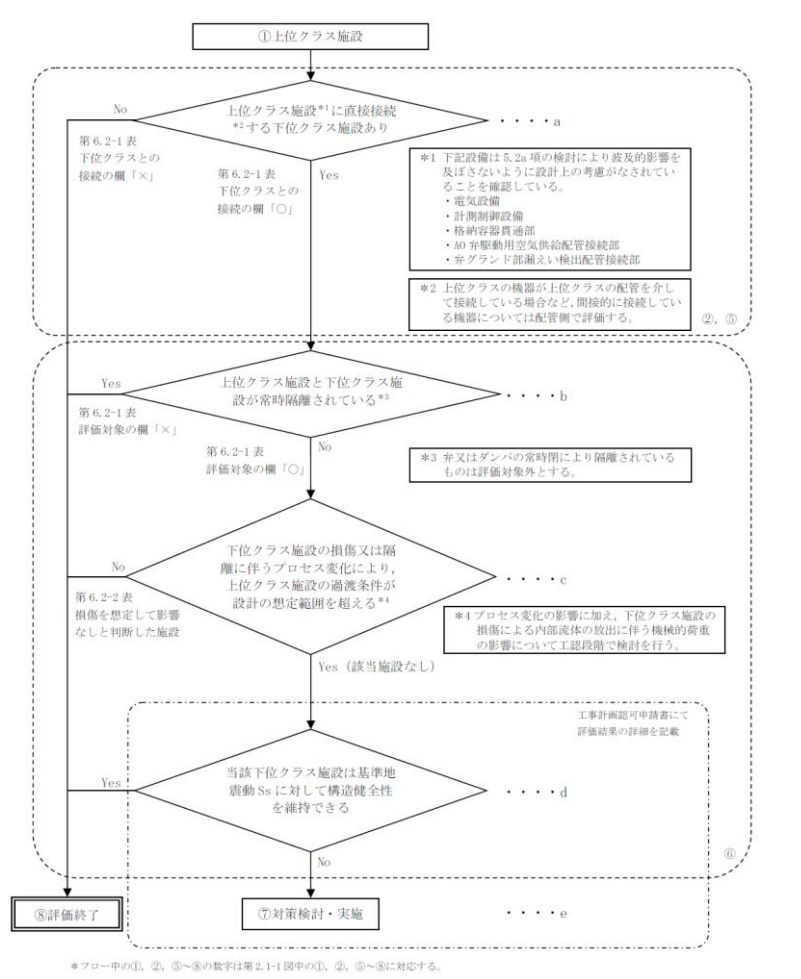 ①上位クラス施設
上位クラス施設*1に直接接続
*2する下位クラス施設あり
・・・・a
No
第6.2-1表
下位クラスとの
接続の欄「×」
第6.2-1表
下位クラスとの
接続の欄「○」
Yes
*1 下記設備は5.2a項の検討により波及的影響を
及ぼさないように設計上の考慮がなされてい
ることを確認している。
・電気設備
・計測制御設備
・格納容器貫通部
・AO弁駆動用空気供給配管接続部
・弁グランド部漏えい検出配管接続部
*2 上位クラスの機器が上位クラスの配管を介し
て接続している場合など,間接的に接続してい
る機器については配管側で評価する。
②, ⑤
上位クラス施設と下位クラス施
設が常時隔離されている*3
・・・・b
Yes
第6.2-1表
評価対象の欄「×」
第6.2-1表
評価対象の欄「○」
No
*3 弁又はダンパの常時閉により隔離されている
ものは評価対象外とする。
下位クラス施設の損傷又は隔
離に伴うプロセス変化により,
上位クラス施設の過渡条件が
設計の想定範囲を超える*4
・・・・c
No
第6.2-2表
損傷を想定して影響
なしと判断した施設
*4 プロセス変化の影響に加え,下位クラス施設の
損傷による内部流体の放出に伴う機械的荷重
の影響について工認段階で検討を行う。
Yes(該当施設なし)
工事計画認可申請書にて
評価結果の詳細を記載
当該下位クラス施設は基準地
震動Ssに対して構造健全性
を維持できる
・・・・d
Yes
No
⑥
⑧評価終了
⑦対策検討・実施
・・・・e
*フロー中の①, ②, ⑤~⑧の数字は第2.1-1図中の①, ②, ⑤~⑧に対応する。